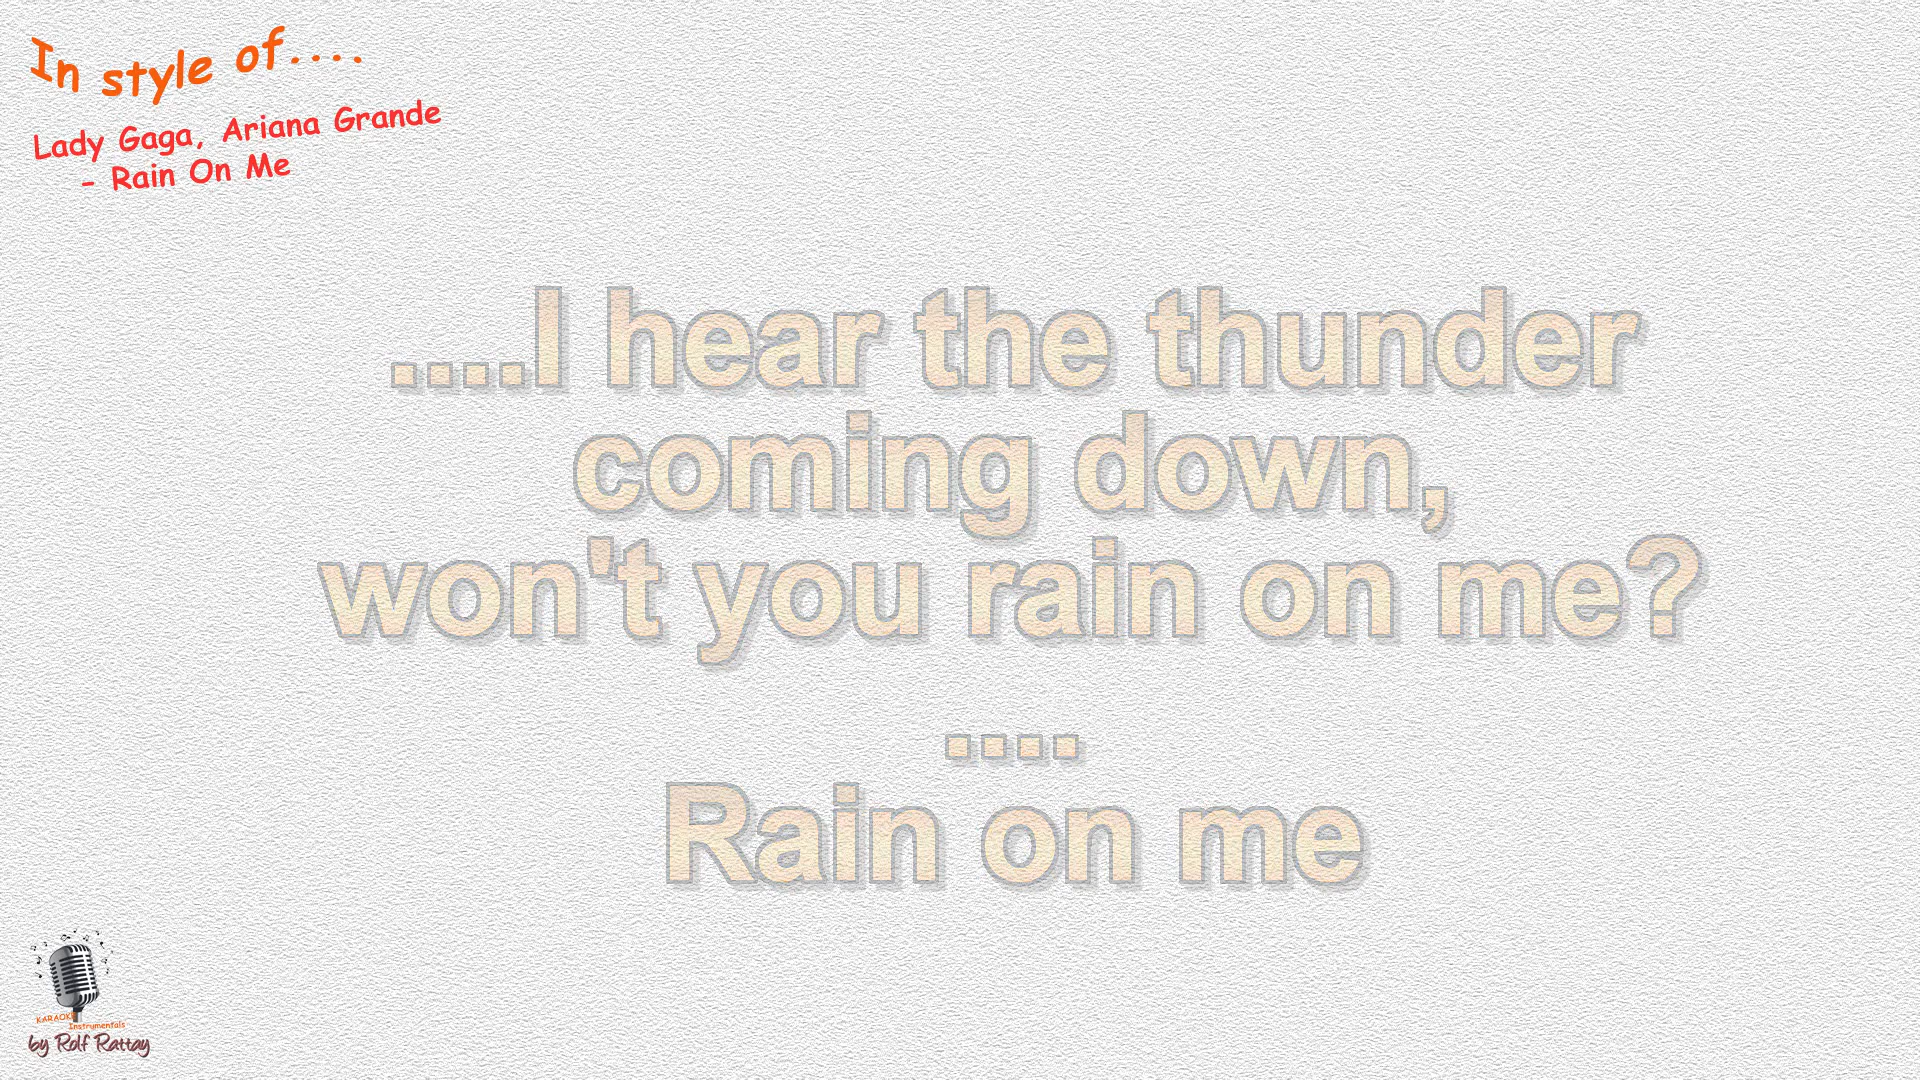 In style of....
Lady Gaga, Ariana Grande
- Rain On Me
....I hear the thunder
coming down,
won't you rain on me?
....
Rain on me
KARAOKE
Instrumentals
by Rolf Rattay